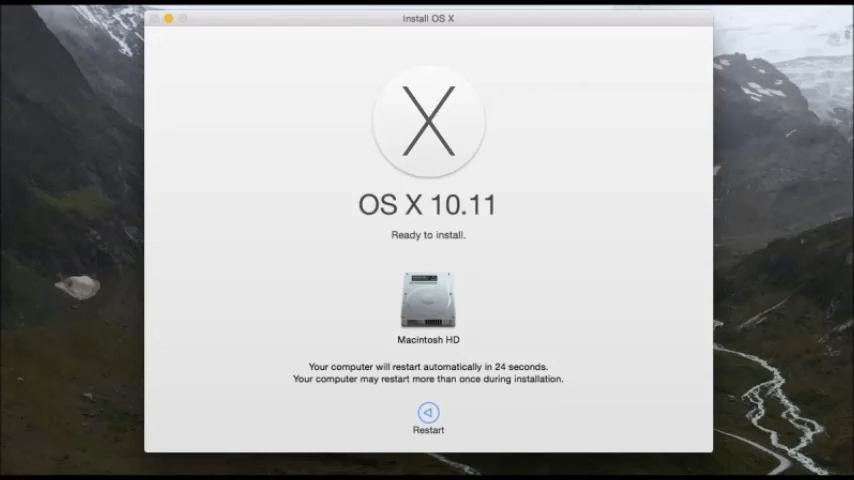 Install OS X
OS X 10.11
Ready to install.
Macintosh HD
Your computer will restart automatically in 24 seconds.
Your computer may restart more than once during installation.
Restart